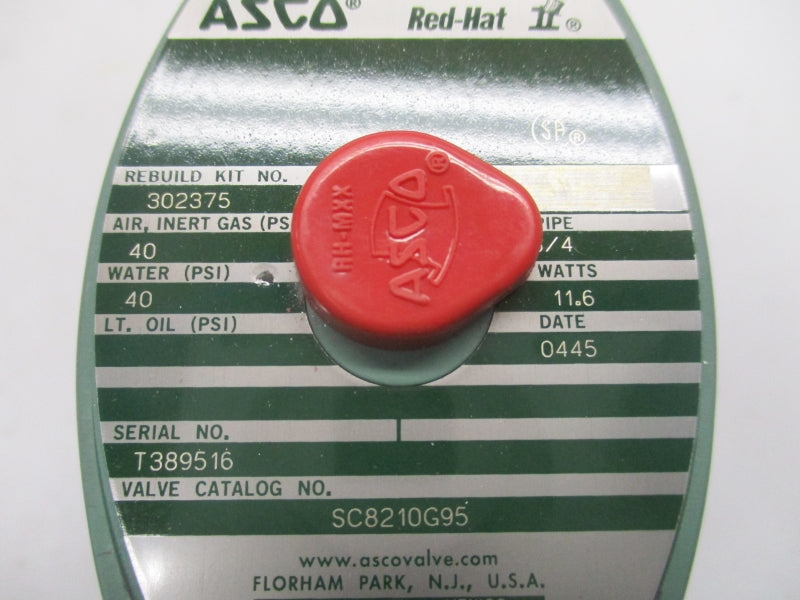 ASCO® Red-Hat II®
SA®
REBUILD KIT NO.
302375
AIR, INERT GAS (PS
PIPE
40
/4
WATER (PSI)
WATTS
40
11.6
LT. OIL (PSI)
DATE
0445
RH-MXX
ASCO®
SERIAL NO.
T389516
VALVE CATALOG NO.
SC8210G95
www.ascovalve.com
FLORHAM PARK, N.J., U.S.A.